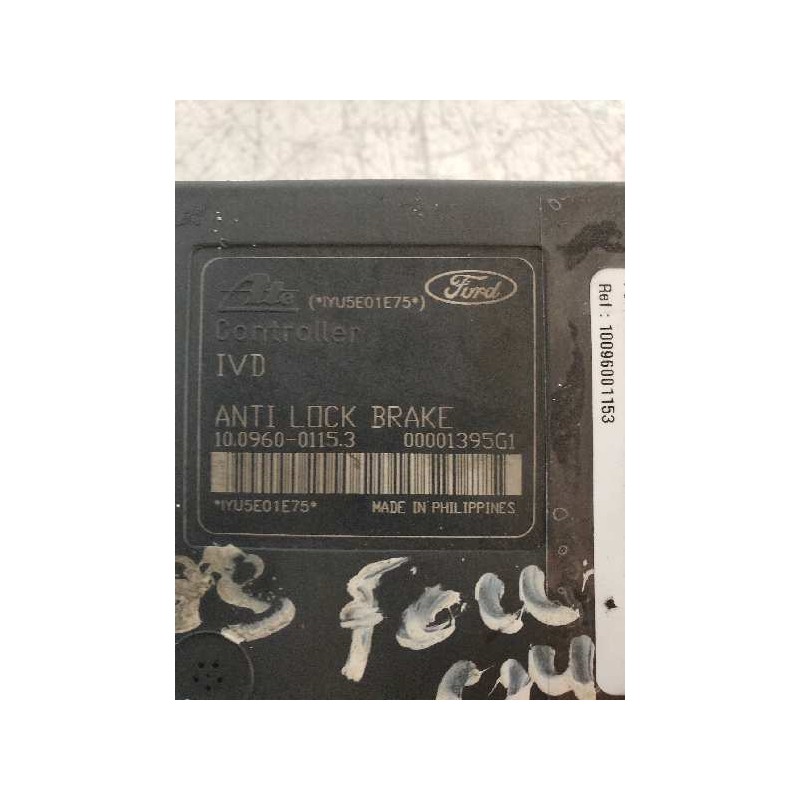 Ate (*IYU5E01E75*) Ford
Controller
IVD
ANTI LOCK BRAKE
10.0960-0115.3 00001395G1
*IYU5E01E75* MADE IN PHILIPPINES
Ref : 10096001153